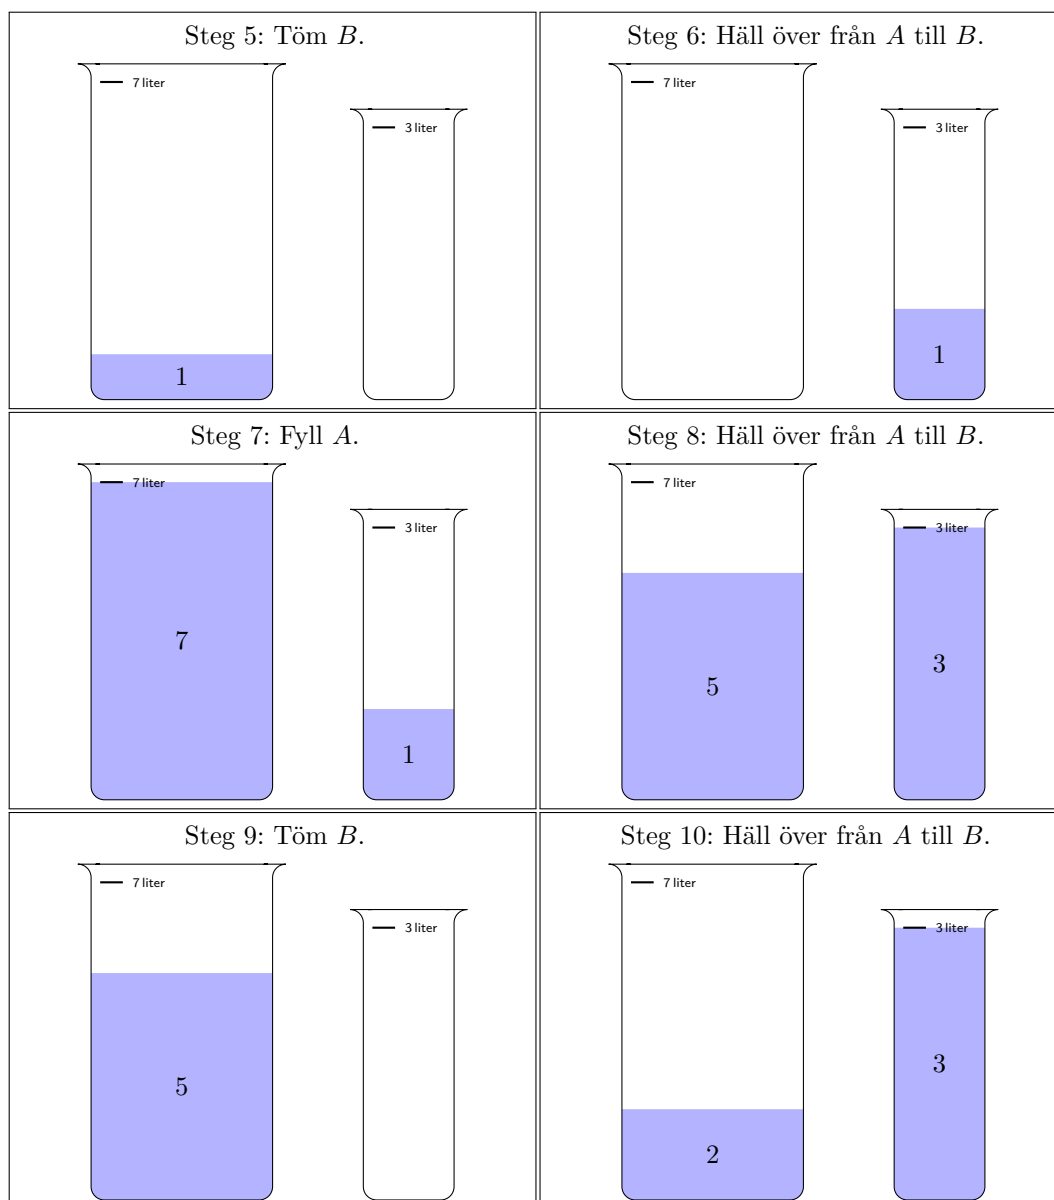 Steg 5: Töm B.
7 liter
3 liter
1
Steg 6: Häll över från A till B.
7 liter
3 liter
1
Steg 7: Fyll A.
7 liter
3 liter
7
1
Steg 8: Häll över från A till B.
7 liter
3 liter
5
3
Steg 9: Töm B.
7 liter
3 liter
5
Steg 10: Häll över från A till B.
7 liter
3 liter
2
3